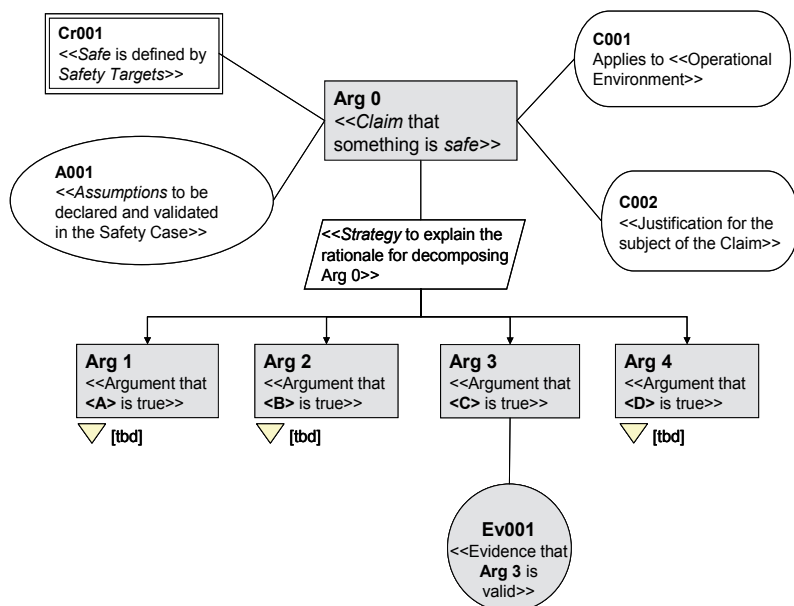 Cr001
<<Safe is defined by
Safety Targets>>
C001
Applies to <<Operational
Environment>>
Arg 0
<<Claim that
something is safe>>
A001
<<Assumptions to be
declared and validated
in the Safety Case>>
C002
<<Justification for the
subject of the Claim>>
<<Strategy to explain the
rationale for decomposing
Arg 0>>
Arg 1
<<Argument that
<A> is true>>
[tbd]
Arg 2
<<Argument that
<B> is true>>
[tbd]
Arg 3
<<Argument that
<C> is true>>
Arg 4
<<Argument that
<D> is true>>
[tbd]
Ev001
<<Evidence that
Arg 3 is
valid>>